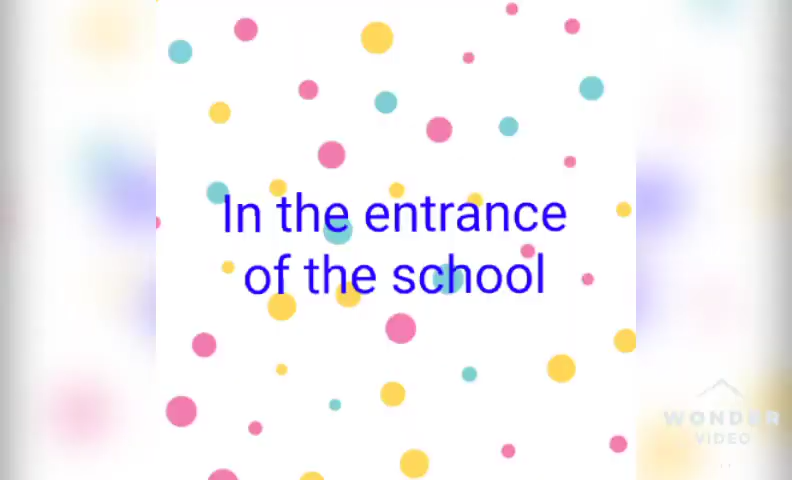 In the entrance
of the school
WONDER
VIDEO